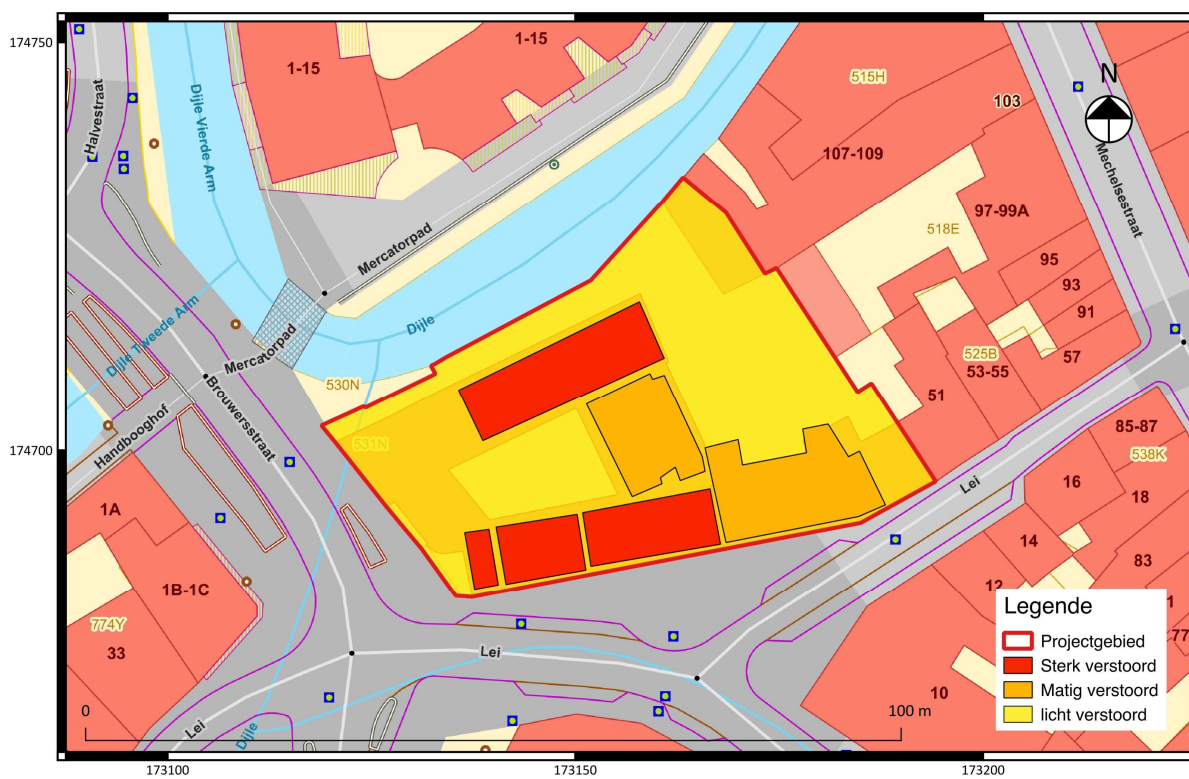 174750
1-15
1-15
515H
103
N
Halvestraat
Dijle Vierde Arm
107-109
Mechelsestraat
97-99A
518E
Mercatorpad
95
93
91
Dijle Tweede Arm
Mercatorpad
Dijle
57
525B
53-55
530N
51
Brouwersstraat
Handbooghof
531N
174700
85-87
538K
Lei
16
18
1A
14
83
1B-1C
12
774Y
33
Lei
10
77
Lei
Dijle
Legende
Projectgebied
Sterk verstoord
Matig verstoord
licht verstoord
0
100 m
173100
173150
173200